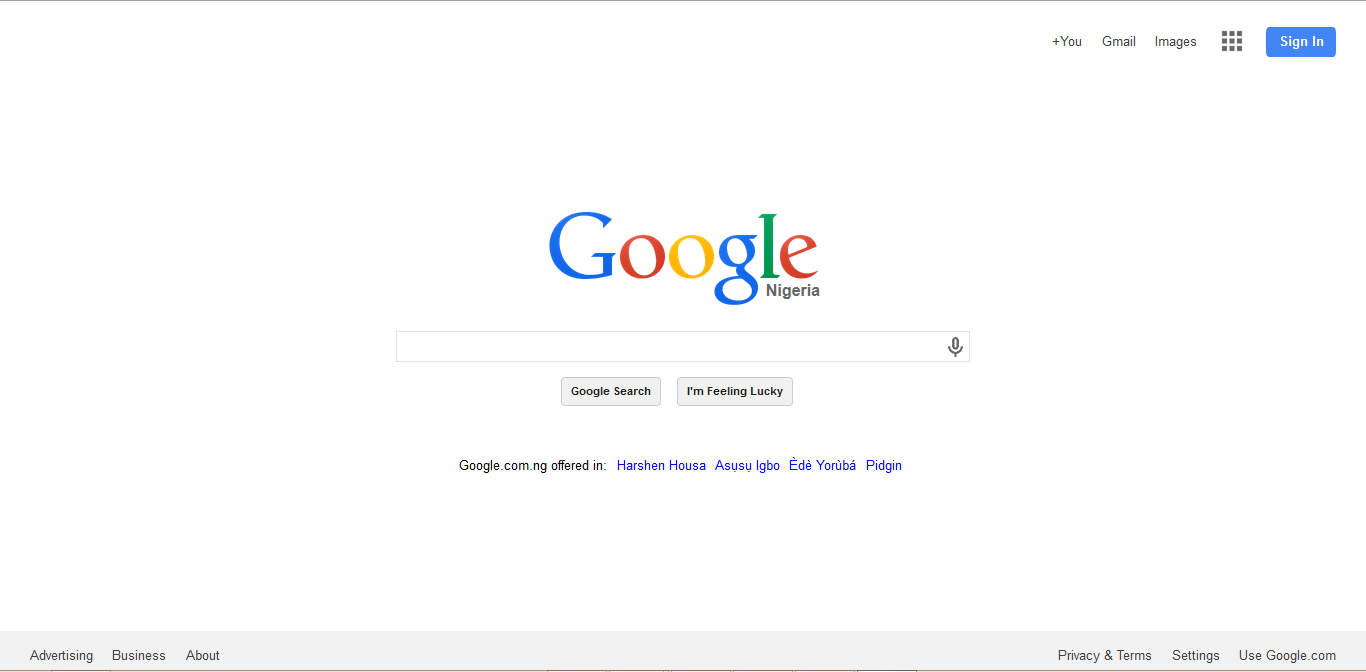 +You Gmail Images Sign In
Google
Nigeria
Google Search I'm Feeling Lucky
Google.com.ng offered in: Harshen Housa Asụsụ Igbo Èdè Yorùbá Pidgin
Advertising Business About Privacy & Terms Settings Use Google.com